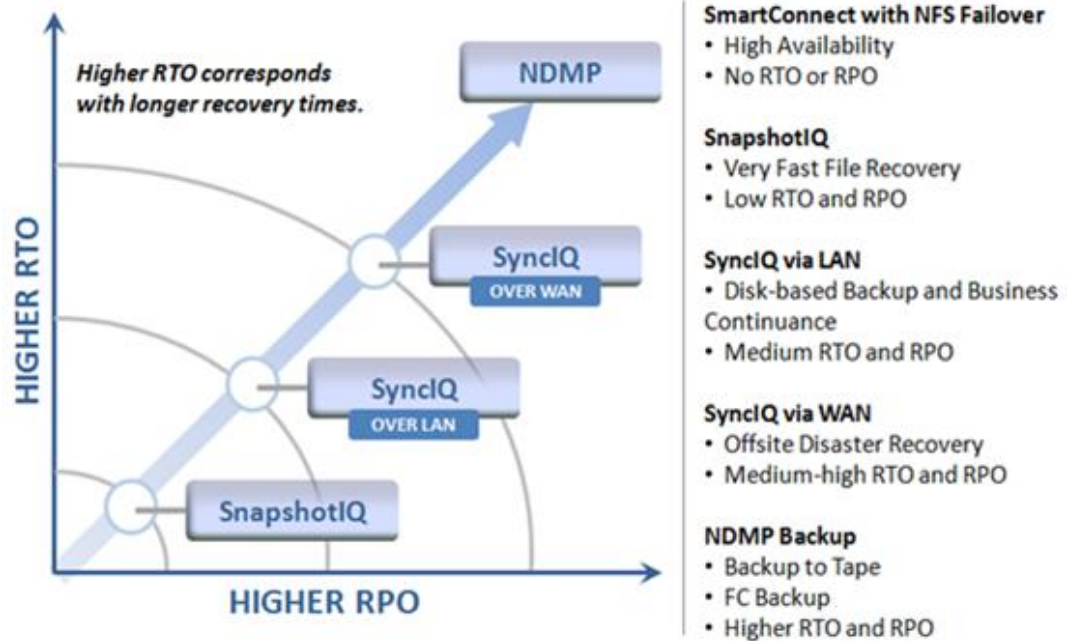 Higher RTO corresponds
with longer recovery times.
NDMP
SyncIQ
OVER WAN
SyncIQ
OVER LAN
SnapshotIQ
HIGHER RTO
HIGHER RPO
SmartConnect with NFS Failover
• High Availability
• No RTO or RPO
SnapshotIQ
• Very Fast File Recovery
• Low RTO and RPO
SyncIQ via LAN
• Disk-based Backup and Business
Continuance
• Medium RTO and RPO
SyncIQ via WAN
• Offsite Disaster Recovery
• Medium-high RTO and RPO
NDMP Backup
• Backup to Tape
• FC Backup
• Higher RTO and RPO